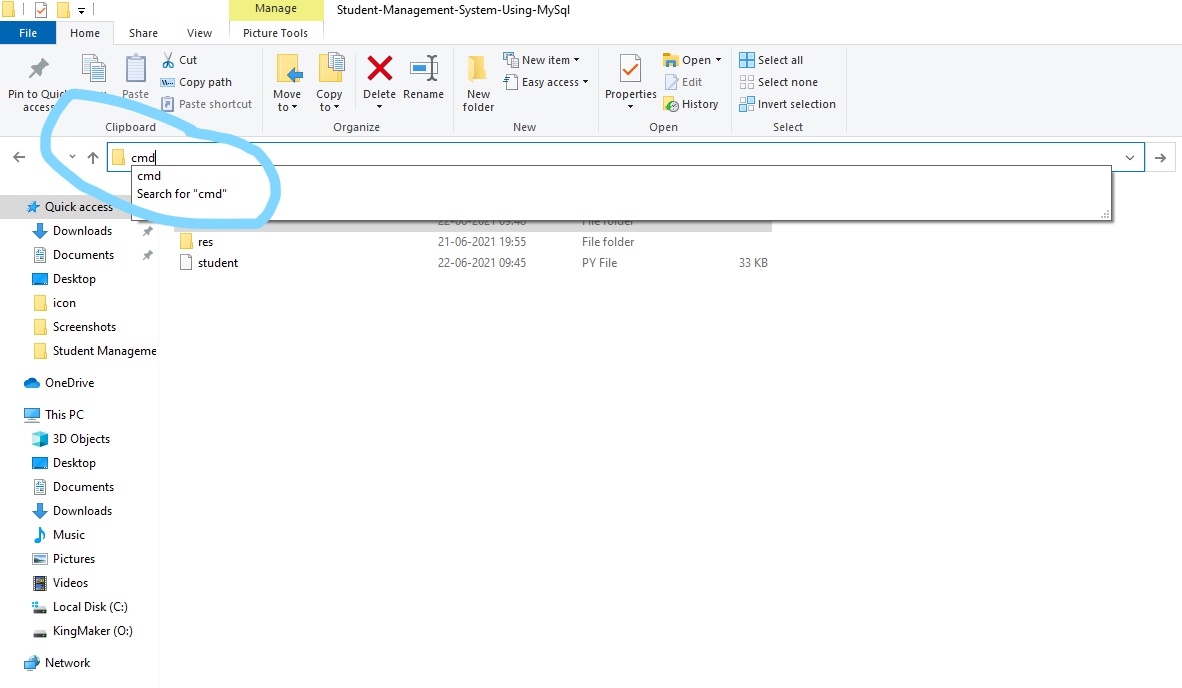 Manage
Student-Management-System-Using-MySql
File
Home
Share
View
Picture Tools
Pin to Quick
access
Paste
Cut
Copy path
Paste shortcut
Move
to
Copy
to
Delete
Rename
New
folder
New item
Easy access
Properties
Open
Edit
History
Select all
Select none
Invert selection
Clipboard
Organize
New
Open
Select
cmd
cmd
Search for "cmd"
22-06-2021 09:46 File folder
res 21-06-2021 19:55 File folder
student 22-06-2021 09:45 PY File 33 KB
Quick access
Downloads
Documents
Desktop
icon
Screenshots
Student Manageme
OneDrive
This PC
3D Objects
Desktop
Documents
Downloads
Music
Pictures
Videos
Local Disk (C:)
KingMaker (O:)
Network